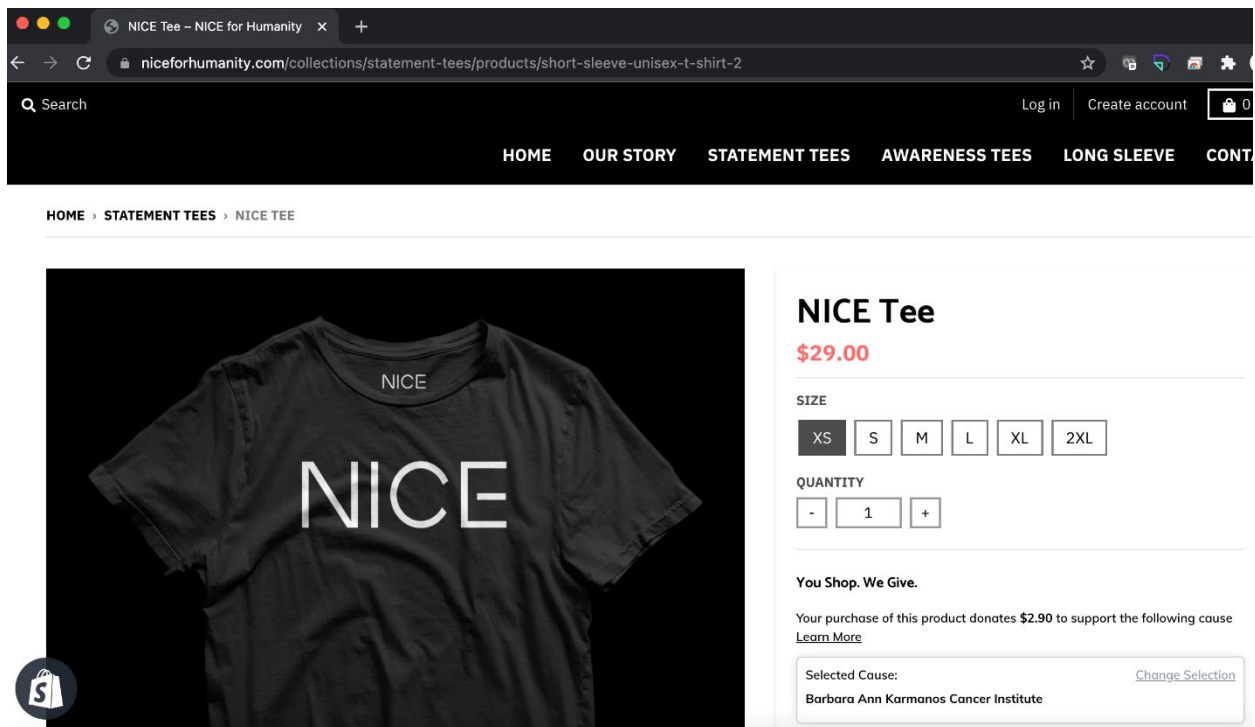 NICE Tee – NICE for Humanity
niceforhumanity.com/collections/statement-tees/products/short-sleeve-unisex-t-shirt-2
Search
Log in Create account 0
HOME OUR STORY STATEMENT TEES AWARENESS TEES LONG SLEEVE CONTA
HOME › STATEMENT TEES › NICE TEE
NICE
NICE
NICE Tee
$29.00
SIZE
XS S M L XL 2XL
QUANTITY
- 1 +
You Shop. We Give.
Your purchase of this product donates $2.90 to support the following cause
Learn More
Selected Cause: Change Selection
Barbara Ann Karmanos Cancer Institute